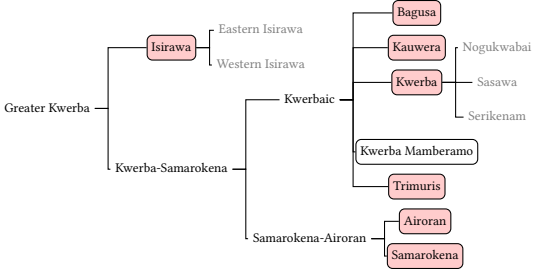 Bagusa
Eastern Isirawa
Isirawa
Kauwera
Nogukwabai
Western Isirawa
Kwerba
Sasawa
Kwerbaic
Greater Kwerba
Serikenam
Kwerba Mamberamo
Kwerba-Samarokena
Trimuris
Airoran
Samarokena-Airoran
Samarokena